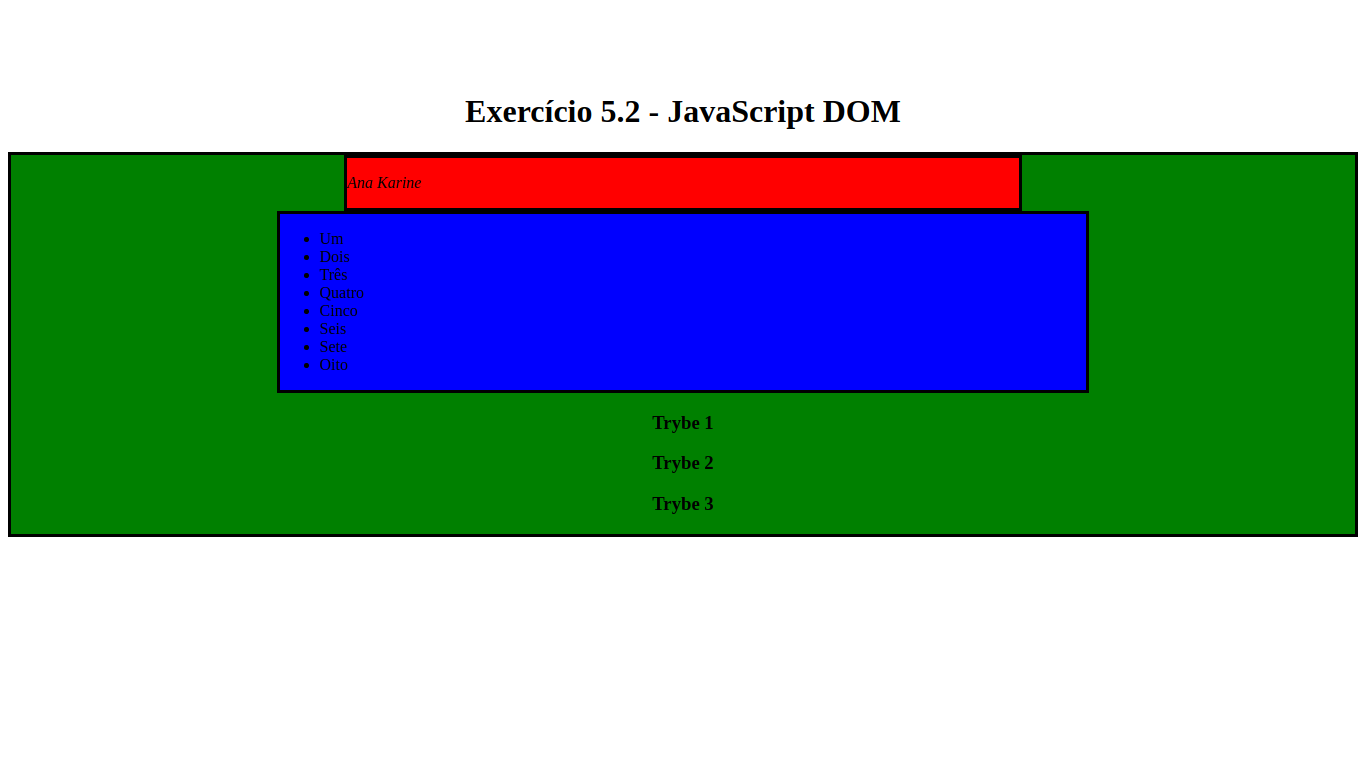 Exercício 5.2 - JavaScript DOM
Ana Karine
Um
Dois
Três
Quatro
Cinco
Seis
Sete
Oito
Trybe 1
Trybe 2
Trybe 3